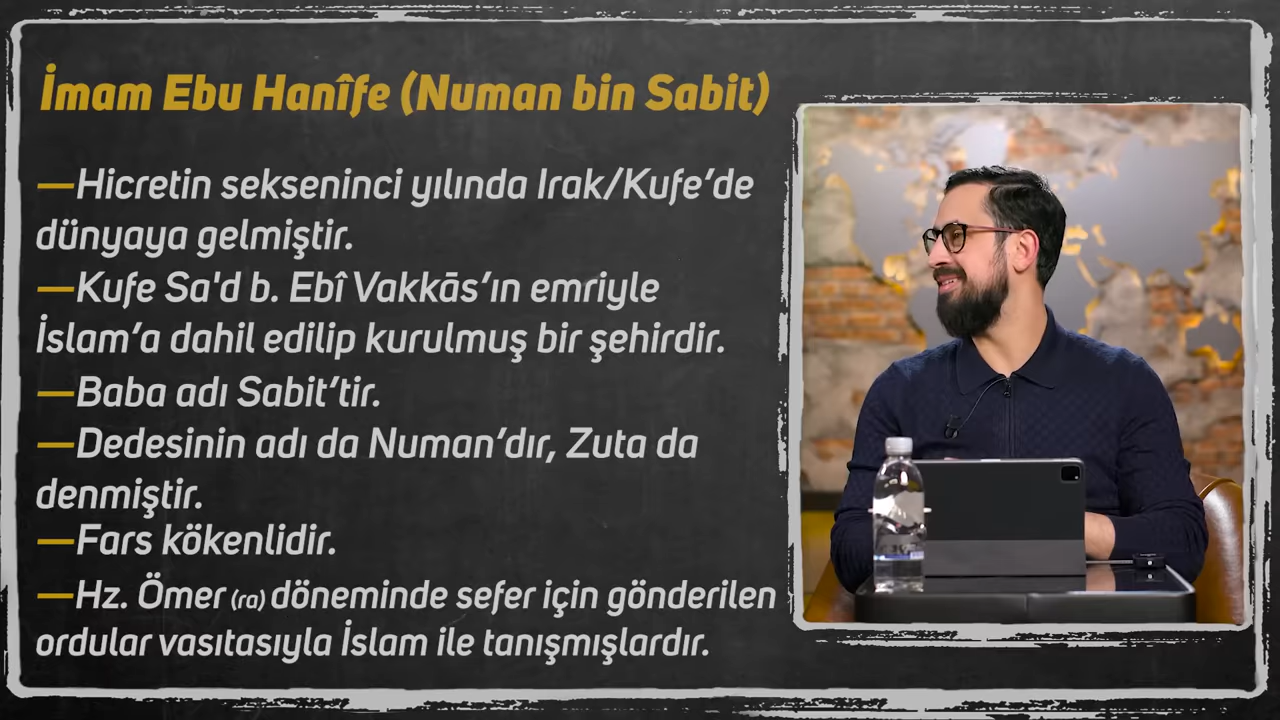 İmam Ebu Hanîfe (Numan bin Sabit)
—Hicretin sekseninci yılında Irak/Kufe’de
dünyaya gelmiştir.
—Kufe Sa'd b. Ebî Vakkās’ın emriyle
İslam’a dahil edilip kurulmuş bir şehirdir.
—Baba adı Sabit’tir.
—Dedesinin adı da Numan’dır, Zuta da
denmiştir.
—Fars kökenlidir.
—Hz. Ömer (ra) döneminde sefer için gönderilen
ordular vasıtasıyla İslam ile tanışmışlardır.